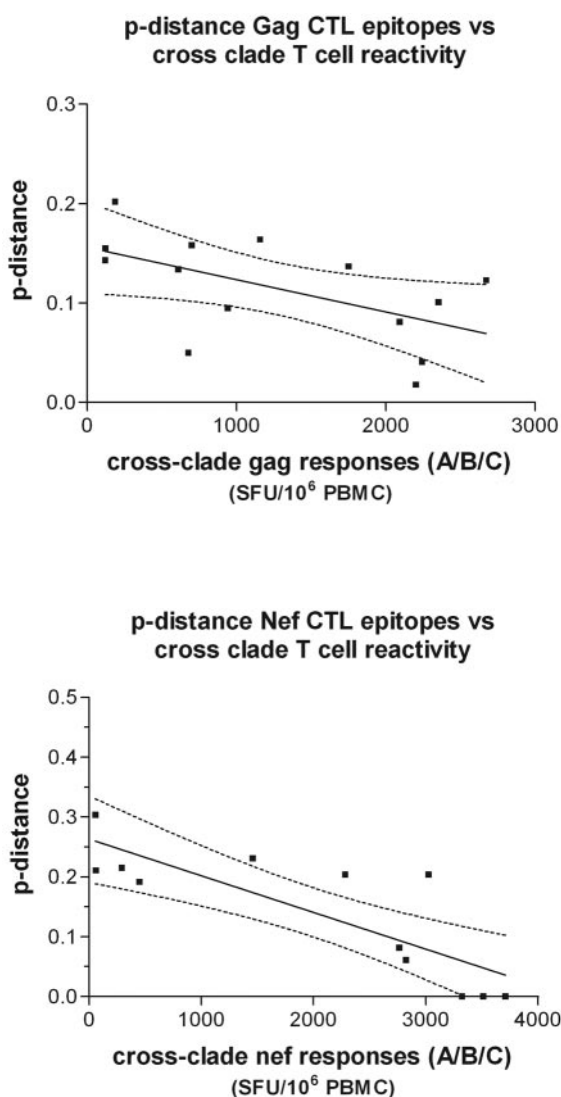 p-distance Gag CTL epitopes vs
cross clade T cell reactivity
0.3
0.2
0.1
0.0
p-distance
0
1000
2000
3000
cross-clade gag responses (A/B/C)
(SFU/10⁶ PBMC)
p-distance Nef CTL epitopes vs
cross clade T cell reactivity
0.5
0.4
0.3
0.2
0.1
0.0
p-distance
0
1000
2000
3000
4000
cross-clade nef responses (A/B/C)
(SFU/10⁶ PBMC)